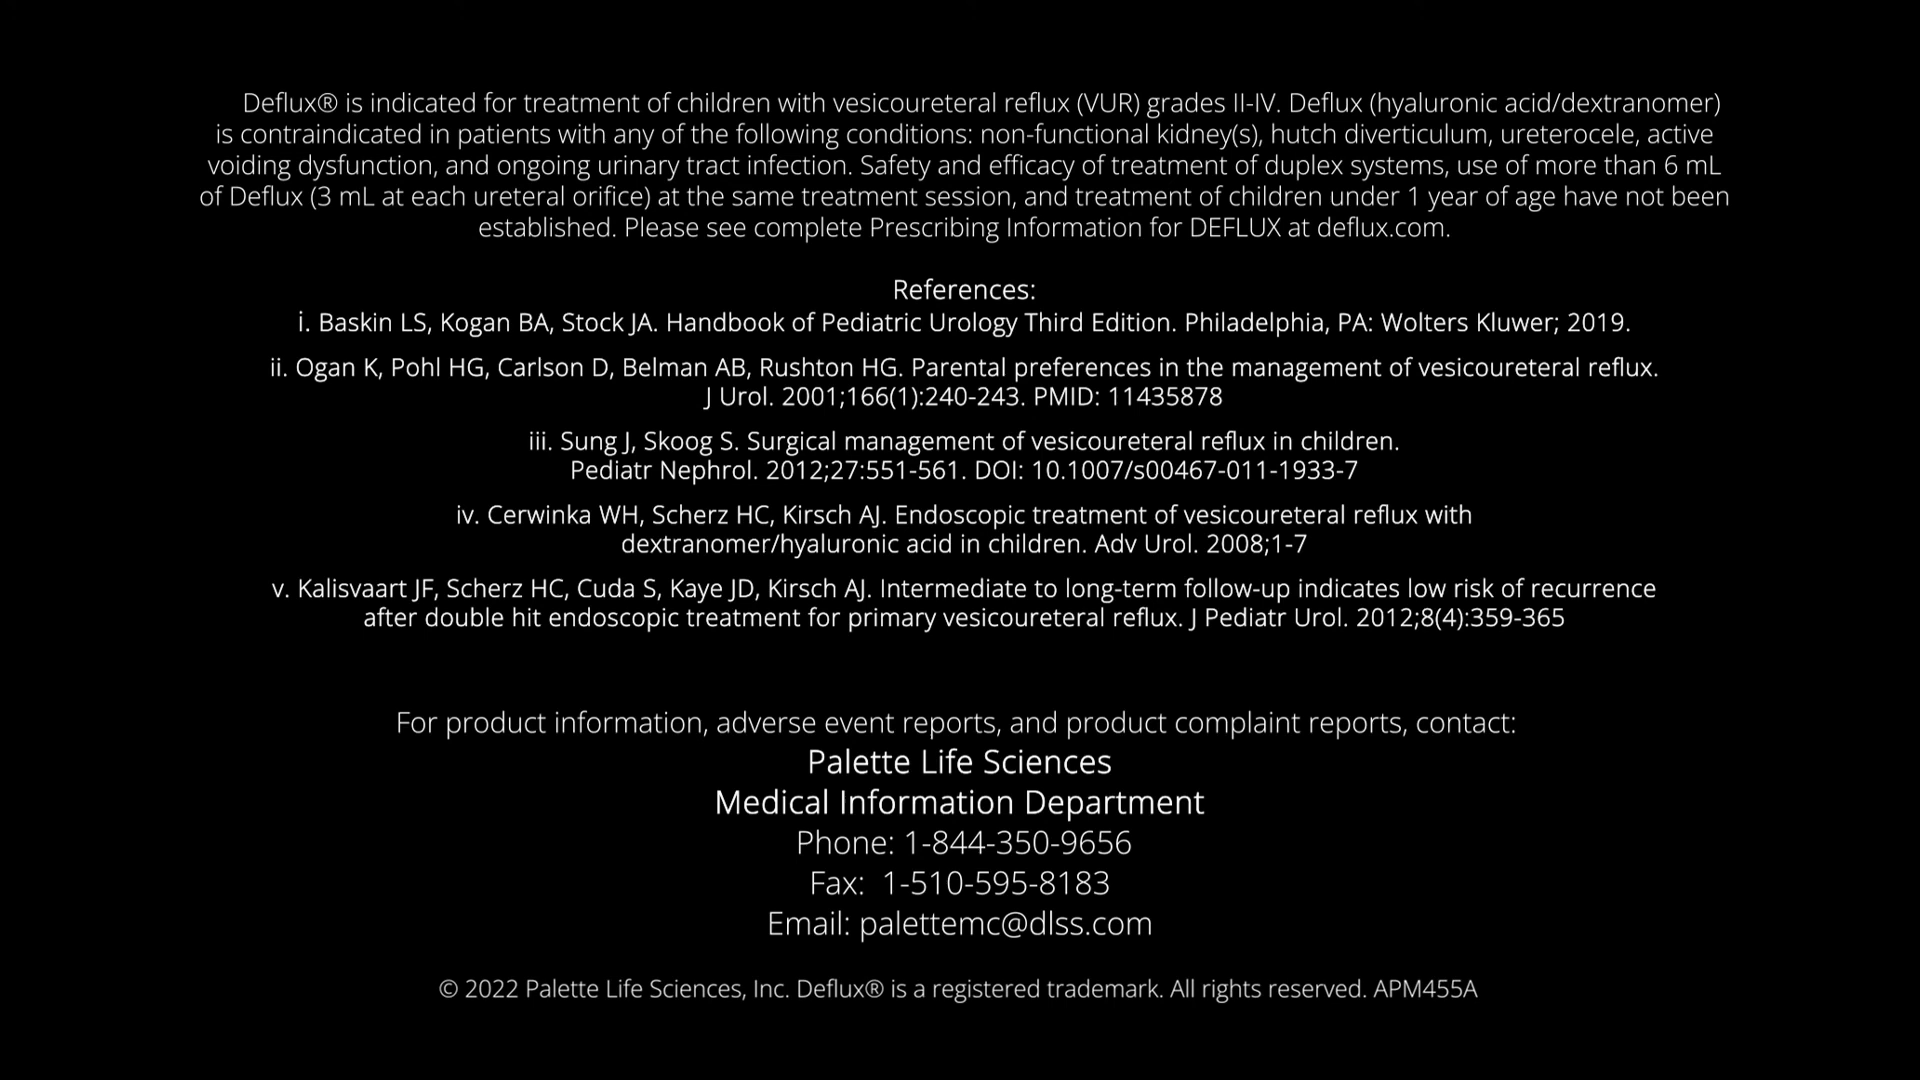 Deflux® is indicated for treatment of children with vesicoureteral reflux (VUR) grades II-IV. Deflux (hyaluronic acid/dextranomer)
is contraindicated in patients with any of the following conditions: non-functional kidney(s), hutch diverticulum, ureterocele, active
voiding dysfunction, and ongoing urinary tract infection. Safety and efficacy of treatment of duplex systems, use of more than 6 mL
of Deflux (3 mL at each ureteral orifice) at the same treatment session, and treatment of children under 1 year of age have not been
established. Please see complete Prescribing Information for DEFLUX at deflux.com.
References:
i. Baskin LS, Kogan BA, Stock JA. Handbook of Pediatric Urology Third Edition. Philadelphia, PA: Wolters Kluwer; 2019.
ii. Ogan K, Pohl HG, Carlson D, Belman AB, Rushton HG. Parental preferences in the management of vesicoureteral reflux.
J Urol. 2001;166(1):240-243. PMID: 11435878
iii. Sung J, Skoog S. Surgical management of vesicoureteral reflux in children.
Pediatr Nephrol. 2012;27:551-561. DOI: 10.1007/s00467-011-1933-7
iv. Cerwinka WH, Scherz HC, Kirsch AJ. Endoscopic treatment of vesicoureteral reflux with
dextranomer/hyaluronic acid in children. Adv Urol. 2008;1-7
v. Kalisvaart JF, Scherz HC, Cuda S, Kaye JD, Kirsch AJ. Intermediate to long-term follow-up indicates low risk of recurrence
after double hit endoscopic treatment for primary vesicoureteral reflux. J Pediatr Urol. 2012;8(4):359-365
For product information, adverse event reports, and product complaint reports, contact:
Palette Life Sciences
Medical Information Department
Phone: 1-844-350-9656
Fax: 1-510-595-8183
Email: palettemc@dlss.com
© 2022 Palette Life Sciences, Inc. Deflux® is a registered trademark. All rights reserved. APM455A